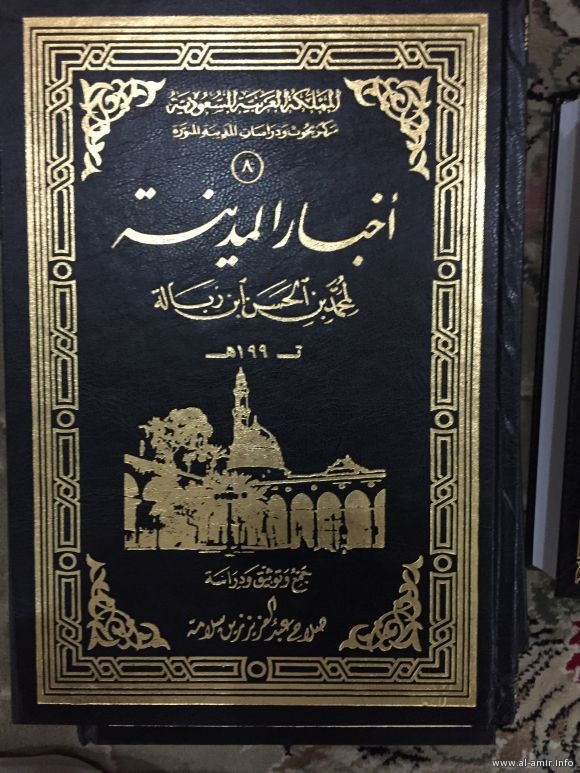 المملكة العربية السعودية
مركز بحوث ودراسات المدينة المنورة
٨
أخبار المدينة
لمحمد بن الحسن ابن زبالة
تـ ١٩٩هـ
جمع وتوثيق ودراسة
صلاح عبد العزيز زين سلامة
www.al-amir.info